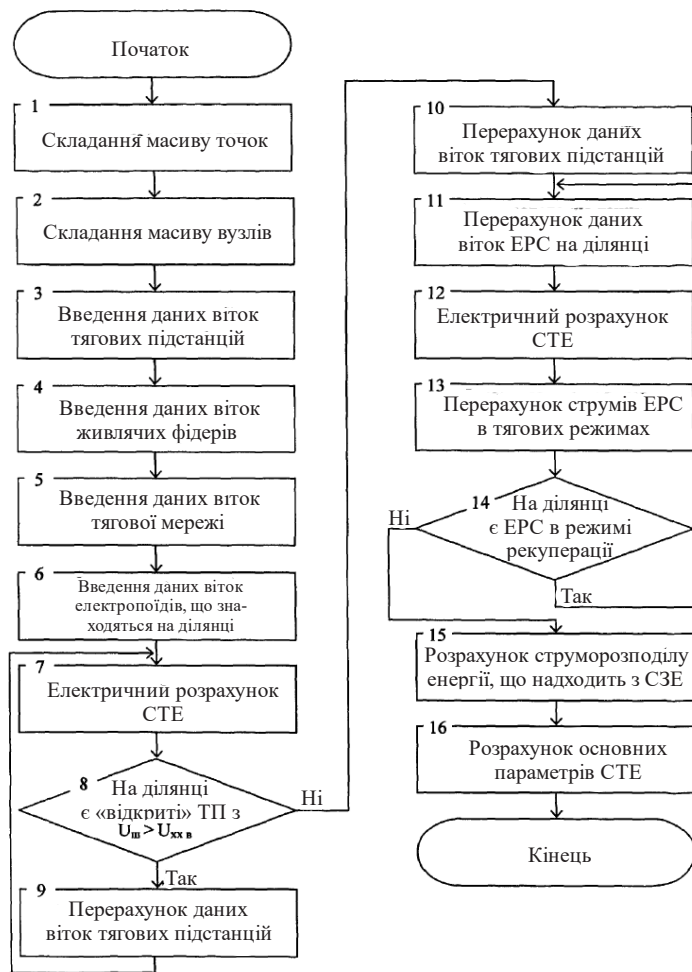 Початок
1
Складання масиву точок
2
Складання масиву вузлів
3
Введення даних віток
тягових підстанцій
4
Введення даних віток
живлячих фідерів
5
Введення даних віток
тягової мережі
6
Введення даних віток
електропоїдів, що зна-
ходяться на ділянці
7
Електричний розрахунок
СТЕ
8 На ділянці
є «відкриті» ТП з
Uш > Uхх в
Ні
Так
9
Перерахунок даних
віток тягових підстанцій
10
Перерахунок даних
віток тягових підстанцій
11
Перерахунок даних
віток ЕРС на ділянці
12
Електричний розрахунок
СТЕ
13
Перерахунок струмів ЕРС
в тягових режимах
14 На ділянці
є ЕРС в режимі
рекуперації
Ні
Так
15
Розрахунок струморозподілу
енергії, що надходить з СЗЕ
16
Розрахунок основних
параметрів СТЕ
Кінець